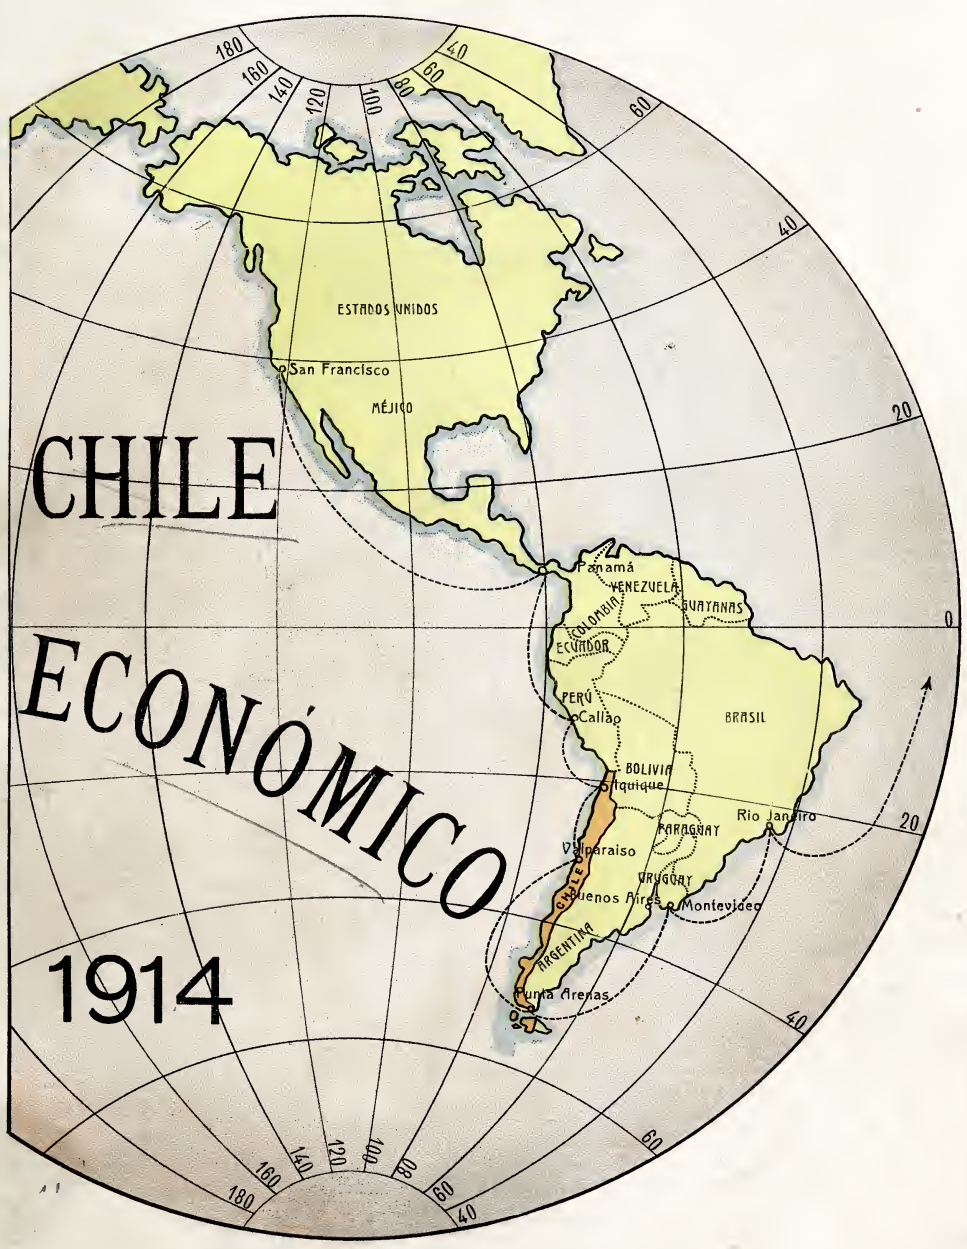 180
160
140
120
100
80
60
40
60
40
ESTADOS UNIDOS
San Francisco
MÉJICO
20
CHILE
Panamá
VENEZUELA
GUAYANAS
COLOMBIA
0
ECUADOR
ECONÓMICO
PERÚ
Callao
BRASIL
BOLIVIA
Iquique
Rio Janeiro
20
PARAGUAY
Valparaiso
URUGUAY
CHILE
Buenos Aires
Montevideo
ARGENTINA
1914
Punta Arenas
40
60
180
160
140
120
100
80
60
40